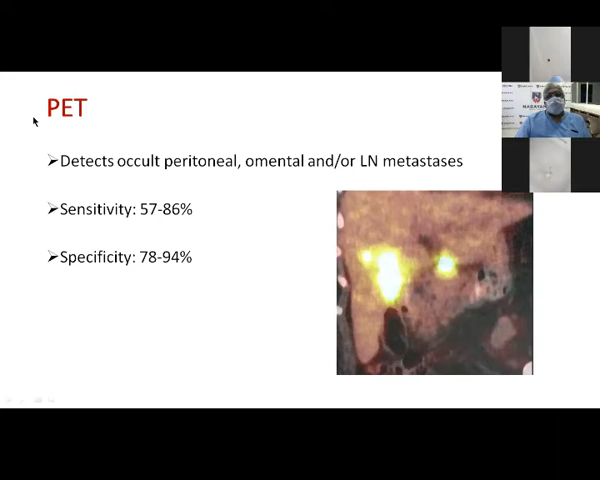 PET
➢Detects occult peritoneal, omental and/or LN metastases
➢Sensitivity: 57-86%
➢Specificity: 78-94%